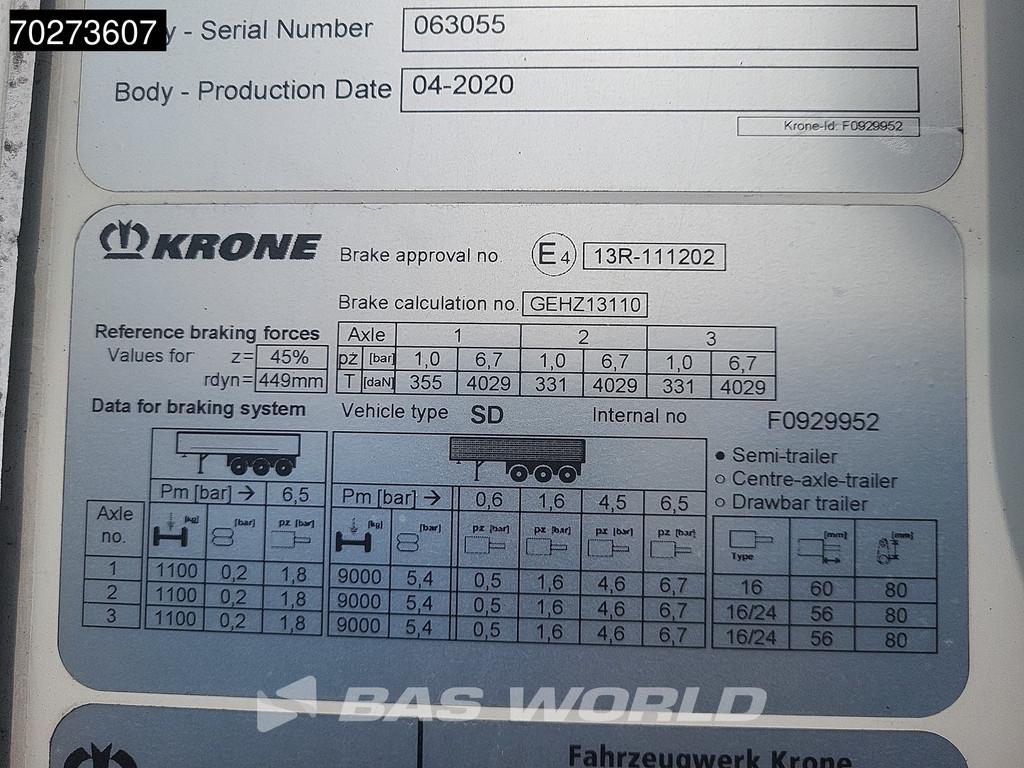 70273607
y - Serial Number 063055
Body - Production Date 04-2020
Krone-Id: F0929952
KRONE Brake approval no. E4 13R-111202
Brake calculation no. GEHZ13110
Reference braking forces Axle 1 2 3
Values for z= 45% pz [bar] 1,0 6,7 1,0 6,7 1,0 6,7
rdyn= 449mm T [daN] 355 4029 331 4029 331 4029
Data for braking system Vehicle type SD Internal no F0929952
Semi-trailer
Centre-axle-trailer
Drawbar trailer
Pm [bar] → 6,5 Pm [bar] → 0,6 1,6 4,5 6,5
Axle no. [kg] [bar] pz [bar] [kg] [bar] pz [bar] pz [bar] pz [bar] pz [bar] Type [mm] [mm]
1 1100 0,2 1,8 9000 5,4 0,5 1,6 4,6 6,7 16 60 80
2 1100 0,2 1,8 9000 5,4 0,5 1,6 4,6 6,7 16/24 56 80
3 1100 0,2 1,8 9000 5,4 0,5 1,6 4,6 6,7 16/24 56 80
BAS WORLD
Fahrzeugwerk Krone